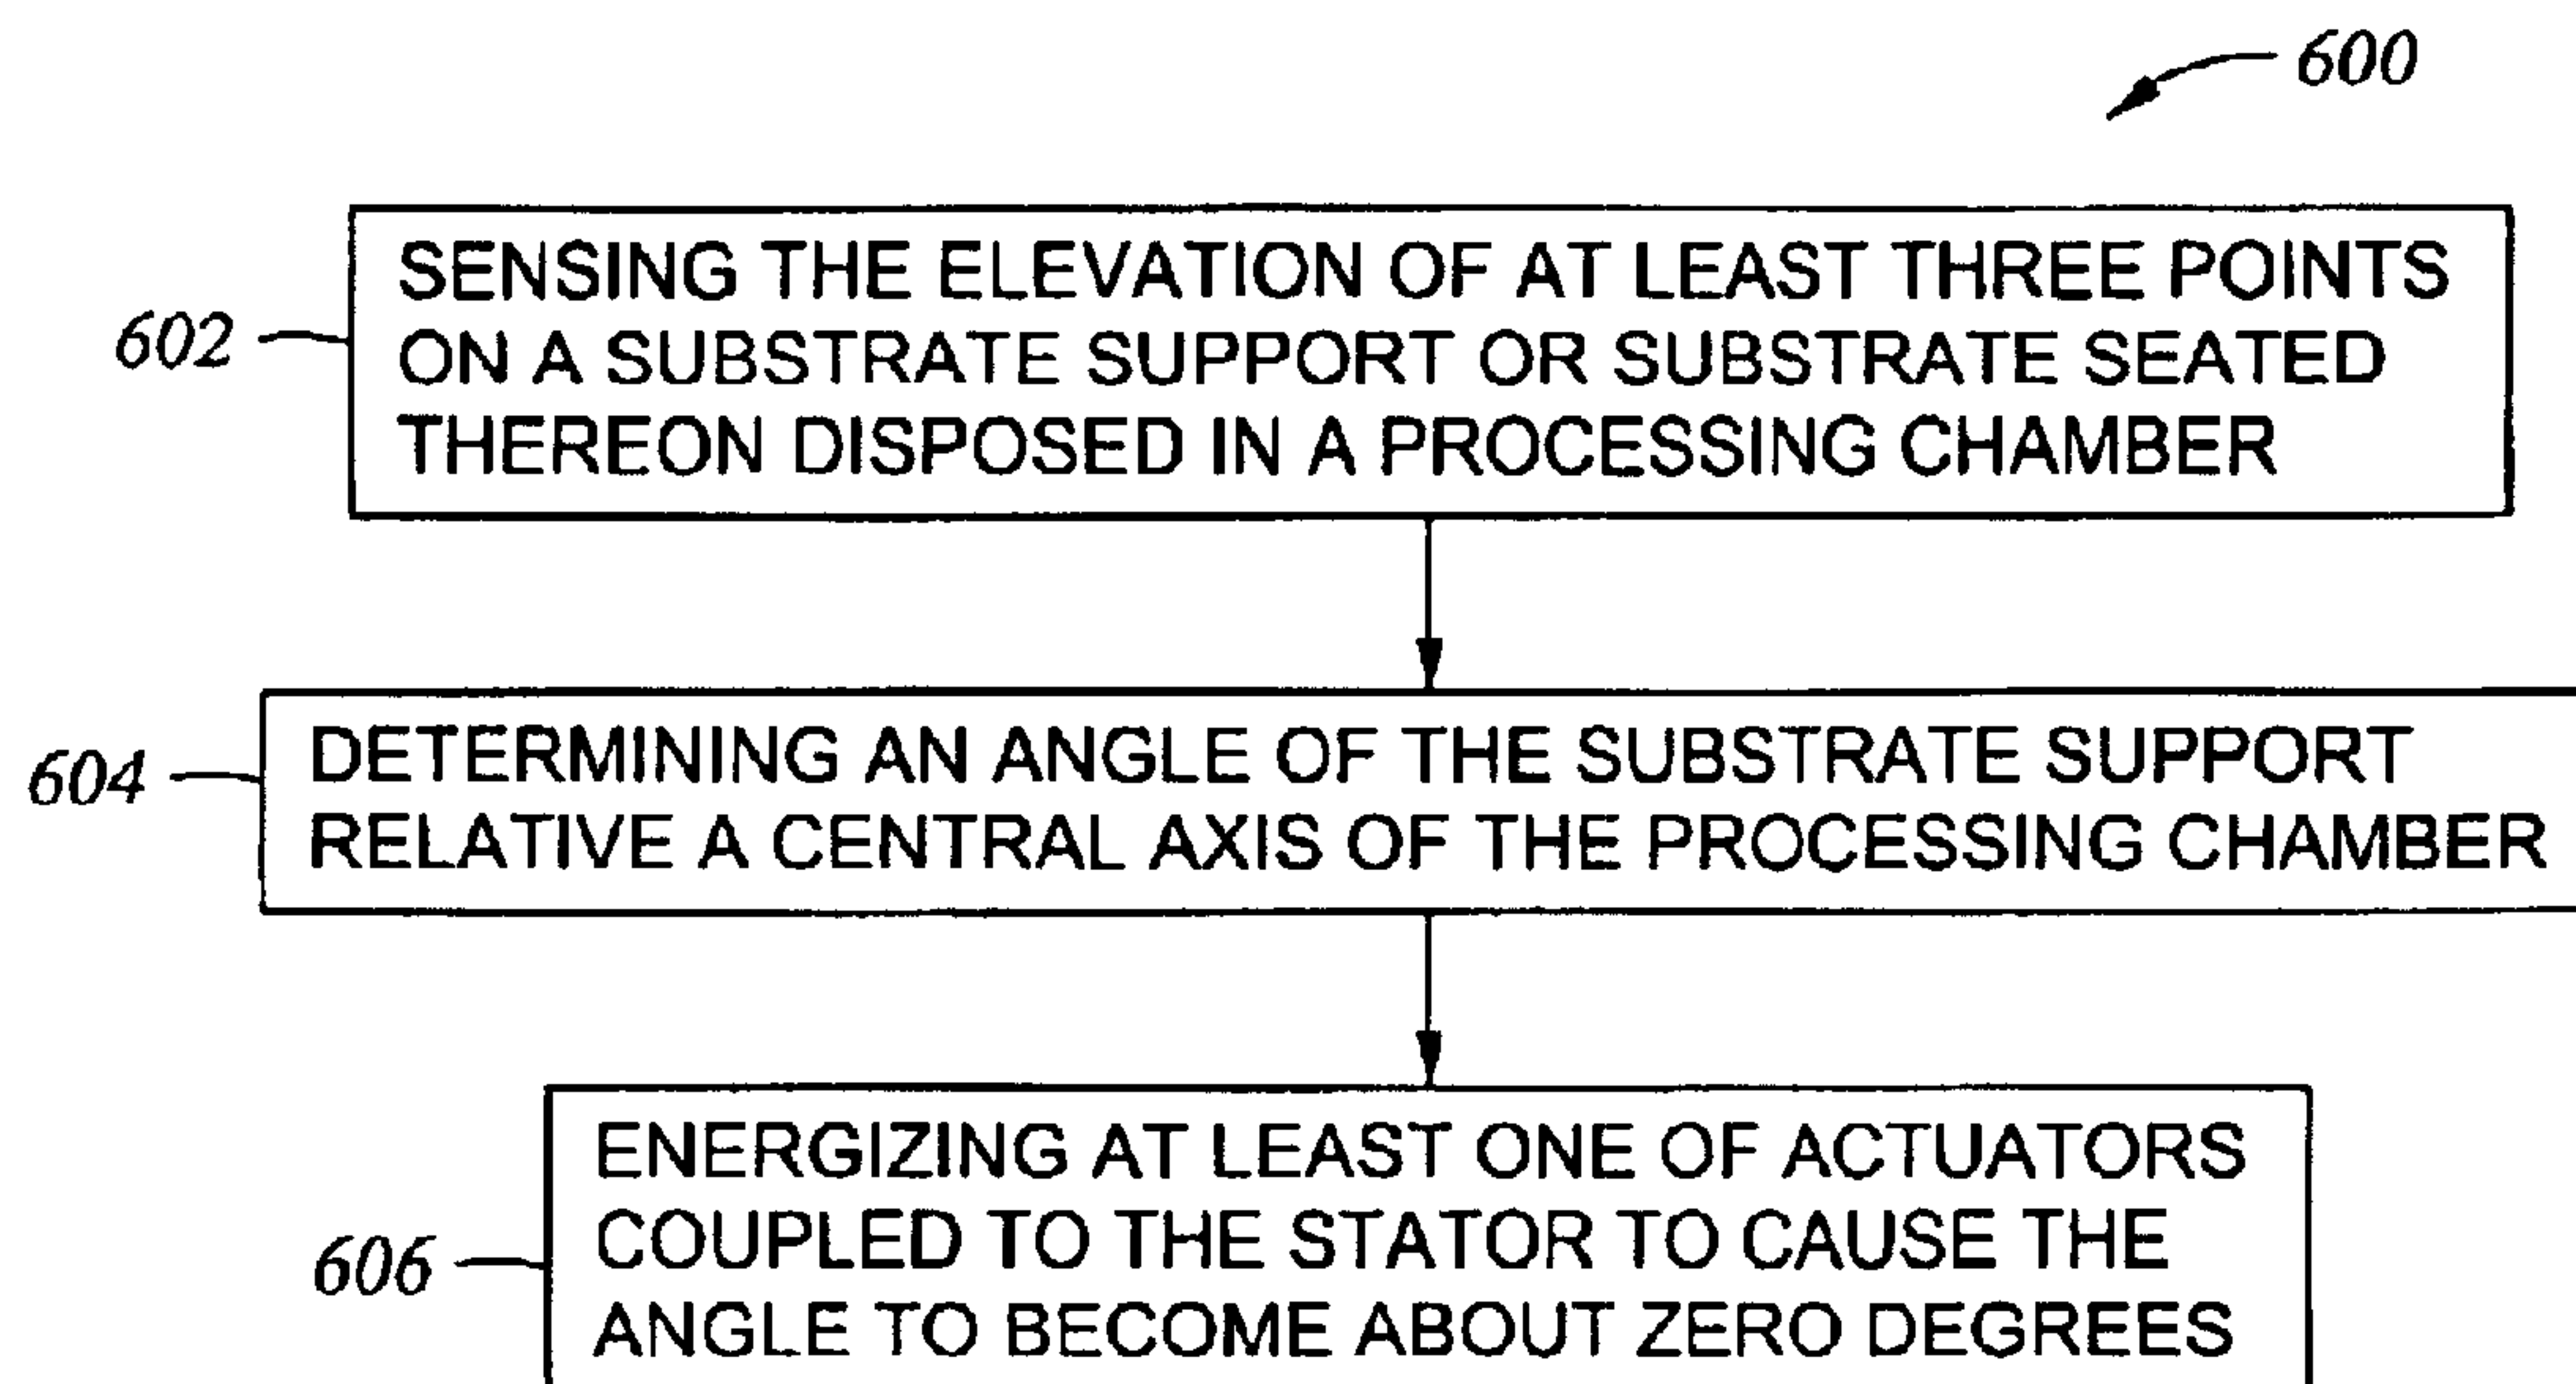 600
602
SENSING THE ELEVATION OF AT LEAST THREE POINTS
ON A SUBSTRATE SUPPORT OR SUBSTRATE SEATED
THEREON DISPOSED IN A PROCESSING CHAMBER
604
DETERMINING AN ANGLE OF THE SUBSTRATE SUPPORT
RELATIVE A CENTRAL AXIS OF THE PROCESSING CHAMBER
606
ENERGIZING AT LEAST ONE OF ACTUATORS
COUPLED TO THE STATOR TO CAUSE THE
ANGLE TO BECOME ABOUT ZERO DEGREES